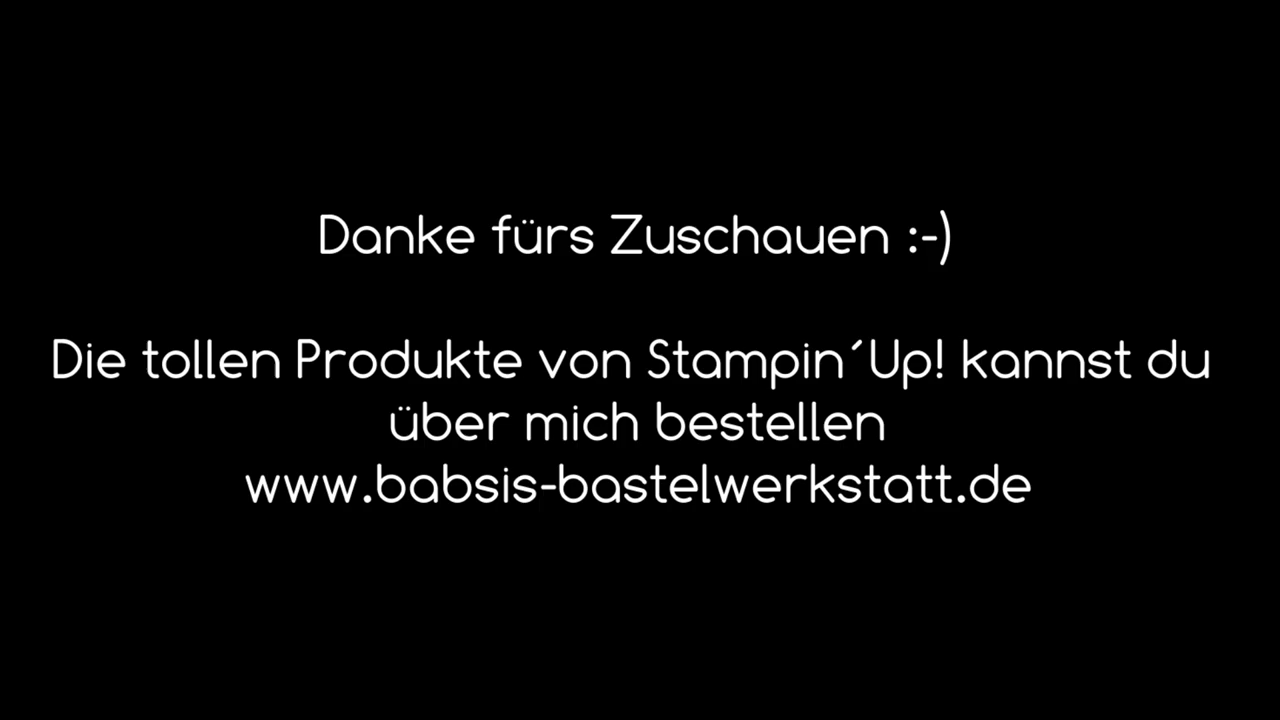 Danke fürs Zuschauen :-)
Die tollen Produkte von Stampin´Up! kannst du
über mich bestellen
www.babsis-bastelwerkstatt.de